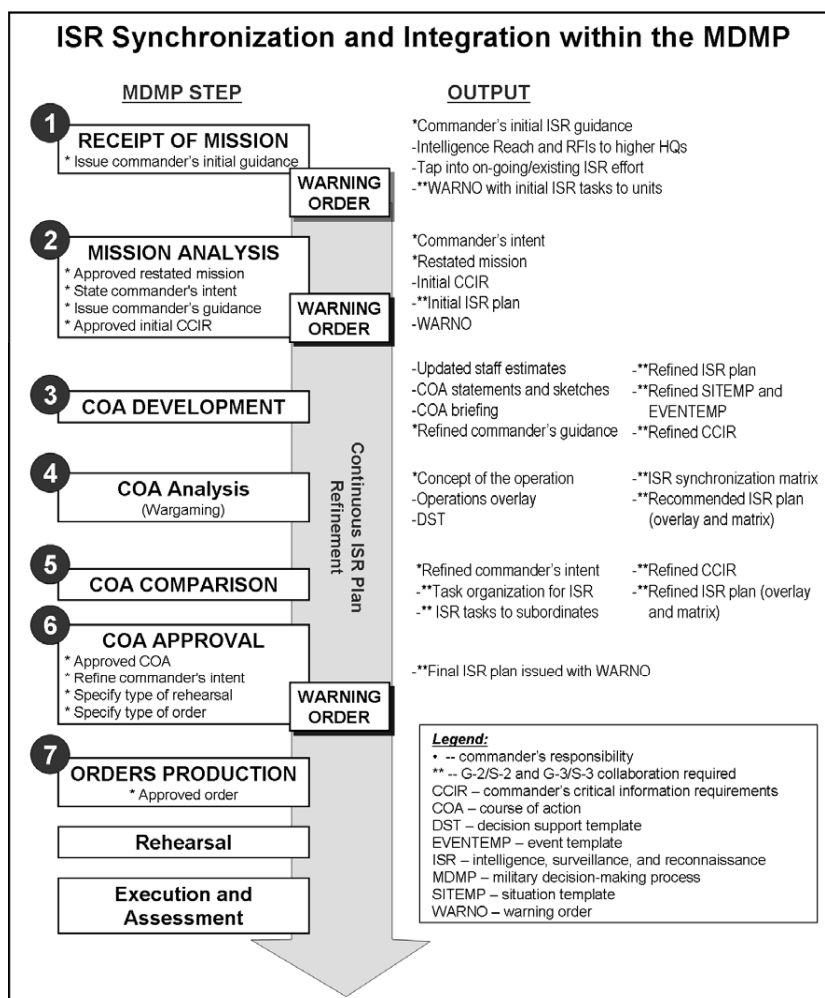 ISR Synchronization and Integration within the MDMP
MDMP STEP
OUTPUT
1
RECEIPT OF MISSION
* Issue commander's initial guidance
WARNING
ORDER
*Commander's initial ISR guidance
-Intelligence Reach and RFIs to higher HQs
-Tap into on-going/existing ISR effort
-**WARNO with initial ISR tasks to units
2
MISSION ANALYSIS
* Approved restated mission
* State commander's intent
* Issue commander's guidance
* Approved initial CCIR
WARNING
ORDER
*Commander's intent
*Restated mission
-Initial CCIR
-**Initial ISR plan
-WARNO
3
COA DEVELOPMENT
-Updated staff estimates
-COA statements and sketches
-COA briefing
*Refined commander's guidance
-**Refined ISR plan
-**Refined SITEMP and
EVENTEMP
-**Refined CCIR
Continuous ISR Plan
Refinement
4
COA Analysis
(Wargaming)
*Concept of the operation
-Operations overlay
-DST
-**ISR synchronization matrix
-**Recommended ISR plan
(overlay and matrix)
5
COA COMPARISON
*Refined commander's intent
-**Task organization for ISR
-** ISR tasks to subordinates
-**Refined CCIR
-**Refined ISR plan (overlay
and matrix)
6
COA APPROVAL
* Approved COA
* Refine commander's intent
* Specify type of rehearsal
* Specify type of order
WARNING
ORDER
-**Final ISR plan issued with WARNO
7
ORDERS PRODUCTION
* Approved order
Rehearsal
Execution and
Assessment
Legend:
• -- commander's responsibility
** -- G-2/S-2 and G-3/S-3 collaboration required
CCIR – commander's critical information requirements
COA – course of action
DST – decision support template
EVENTEMP – event template
ISR – intelligence, surveillance, and reconnaissance
MDMP – military decision-making process
SITEMP – situation template
WARNO – warning order